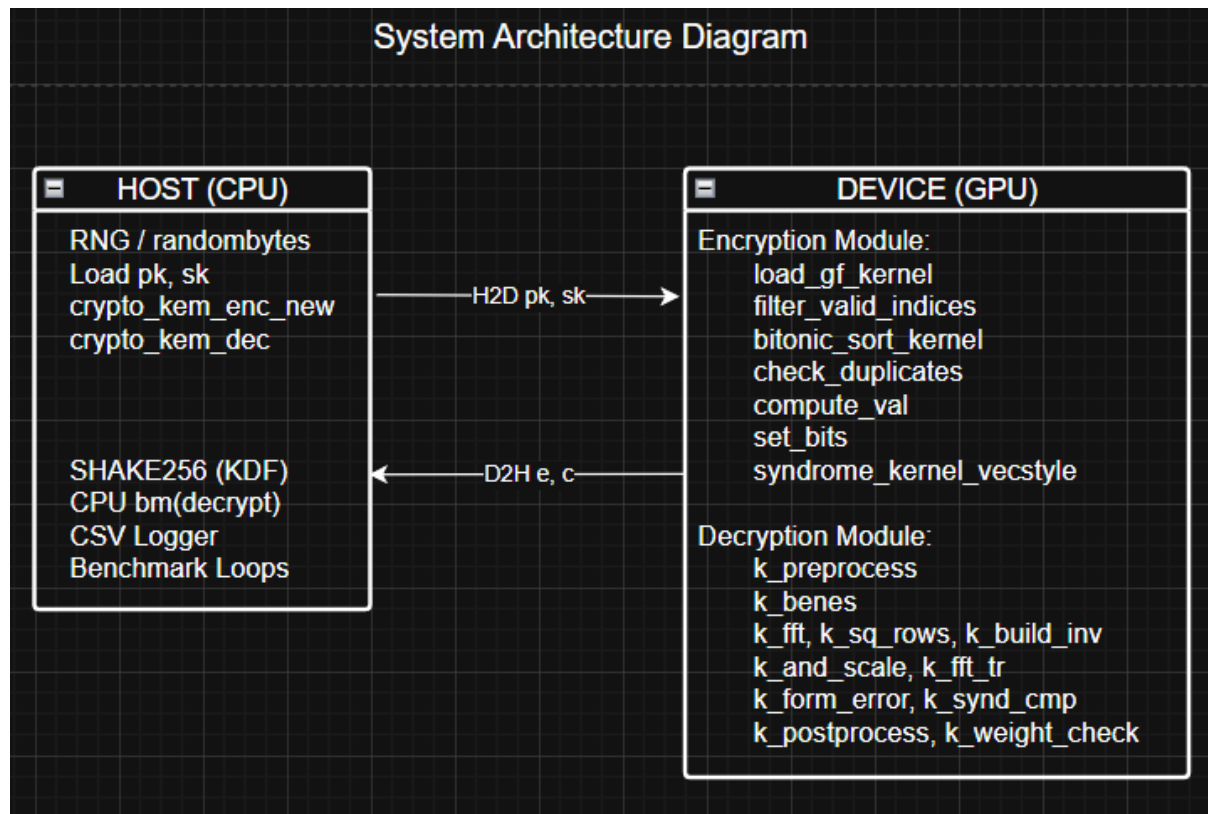 System Architecture Diagram
HOST (CPU)
RNG / randombytes
Load pk, sk
crypto_kem_enc_new
crypto_kem_dec
SHAKE256 (KDF)
CPU bm(decrypt)
CSV Logger
Benchmark Loops
H2D pk, sk
D2H e, c
DEVICE (GPU)
Encryption Module:
load_gf_kernel
filter_valid_indices
bitonic_sort_kernel
check_duplicates
compute_val
set_bits
syndrome_kernel_vecstyle
Decryption Module:
k_preprocess
k_benes
k_fft, k_sq_rows, k_build_inv
k_and_scale, k_fft_tr
k_form_error, k_synd_cmp
k_postprocess, k_weight_check